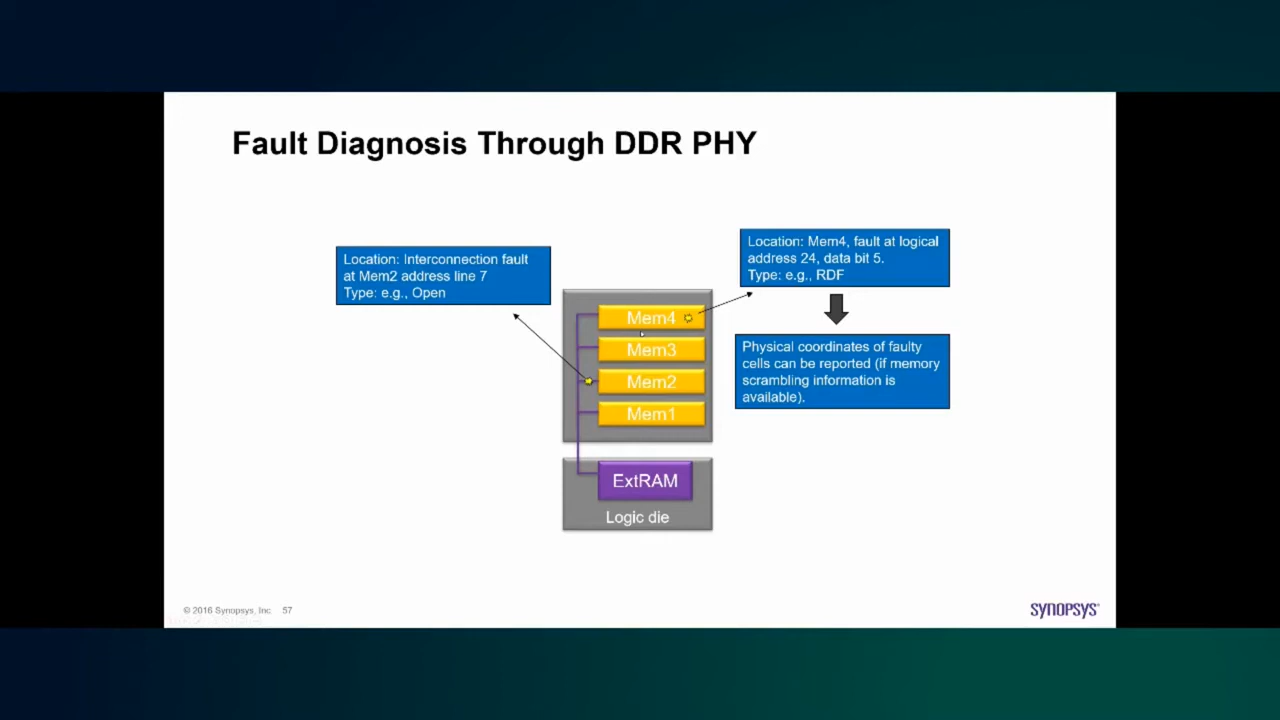 Fault Diagnosis Through DDR PHY
Location: Interconnection fault
at Mem2 address line 7
Type: e.g., Open
Location: Mem4, fault at logical
address 24, data bit 5.
Type: e.g., RDF
Physical coordinates of faulty
cells can be reported (if memory
scrambling information is
available).
Mem4
Mem3
Mem2
Mem1
ExtRAM
Logic die
© 2016 Synopsys, Inc 57
SYNOPSYS®